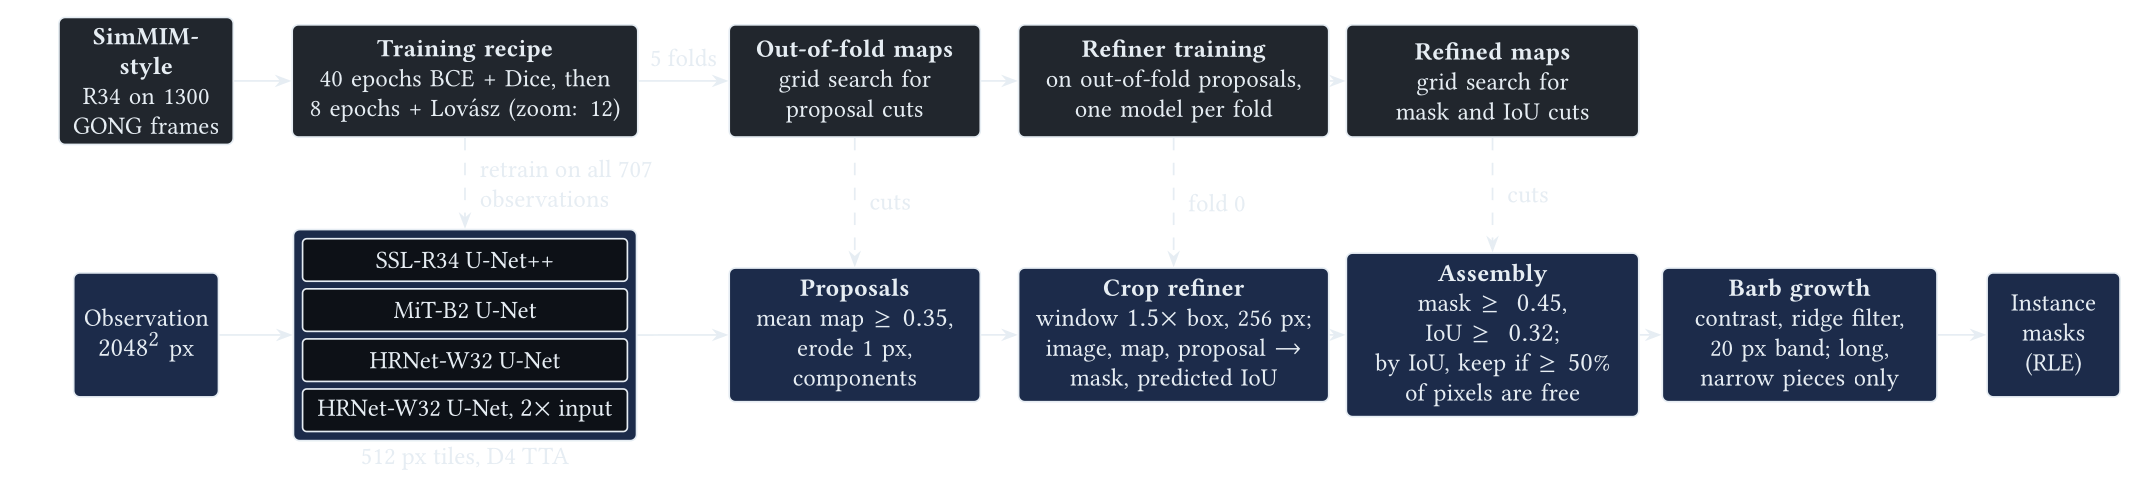 SimMIM-
style
R34 on 1300
GONG frames
Training recipe
40 epochs BCE + Dice, then
8 epochs + Lovász (zoom: 12)
5 folds
Out-of-fold maps
grid search for
proposal cuts
Refiner training
on out-of-fold proposals,
one model per fold
Refined maps
grid search for
mask and IoU cuts
retrain on all 707
observations
cuts
fold 0
cuts
Observation
2048² px
SSL-R34 U-Net++
MiT-B2 U-Net
HRNet-W32 U-Net
HRNet-W32 U-Net, 2× input
512 px tiles, D4 TTA
Proposals
mean map ≥ 0.35,
erode 1 px,
components
Crop refiner
window 1.5× box, 256 px;
image, map, proposal →
mask, predicted IoU
Assembly
mask ≥ 0.45,
IoU ≥ 0.32;
by IoU, keep if ≥ 50%
of pixels are free
Barb growth
contrast, ridge filter,
20 px band; long,
narrow pieces only
Instance
masks
(RLE)